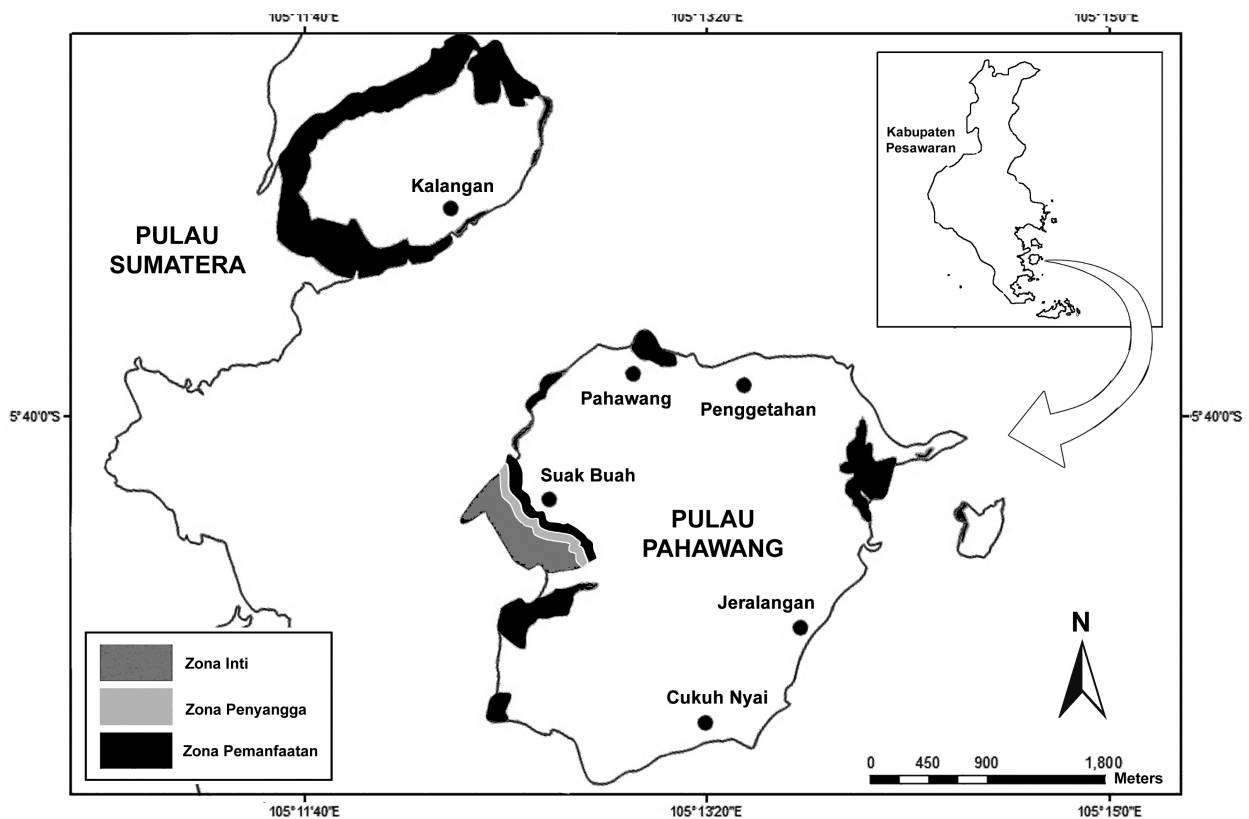 105°11'40"E
105°13'20"E
105°15'0"E
Kabupaten
Pesawaran
Kalangan
PULAU
SUMATERA
Pahawang
Penggetahan
5°40'0"S
5°40'0"S
Suak Buah
PULAU
PAHAWANG
Jeralangan
N
Cukuh Nyai
Zona Inti
Zona Penyangga
Zona Pemanfaatan
0 450 900 1,800
Meters
105°11'40"E
105°13'20"E
105°15'0"E